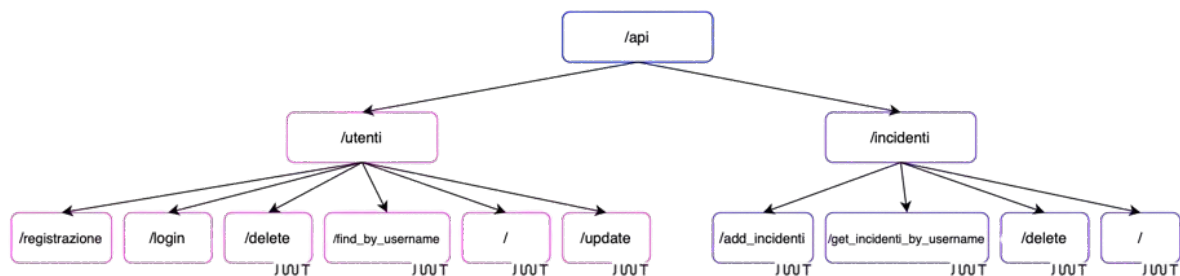 /api
/utenti
/incidenti
/registrazione
/login
/delete
/find_by_username
/
/update
/add_incidenti
/get_incidenti_by_username
/delete
/
JWT
JWT
JWT
JWT
JWT
JWT
JWT
JWT